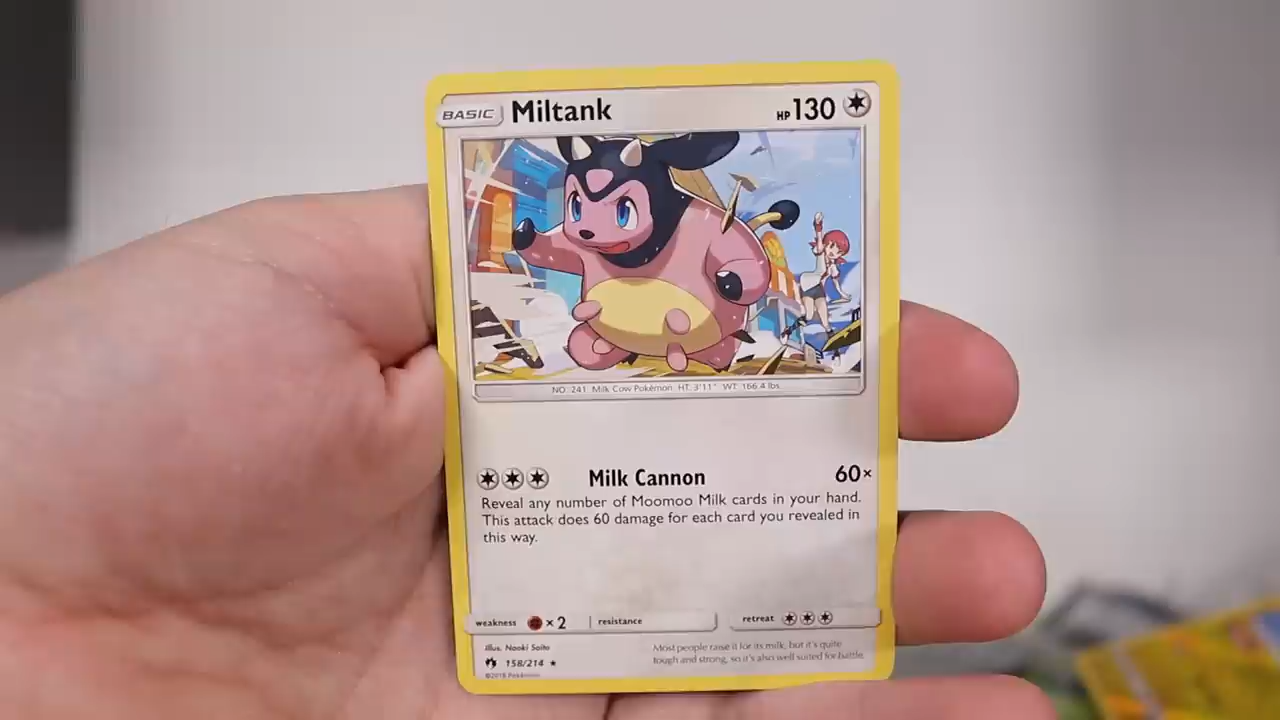 BASIC Miltank HP 130
NO. 241 Milk Cow Pokémon HT: 3'11" WT: 166.4 lbs.
Milk Cannon 60×
Reveal any number of Moomoo Milk cards in your hand.
This attack does 60 damage for each card you revealed in
this way.
weakness ×2 resistance retreat
Illus. Naoki Saito
158/214 ★
©2018 Pokémon
Most people raise it for its milk, but it's quite
tough and strong, so it's also well suited for battle.